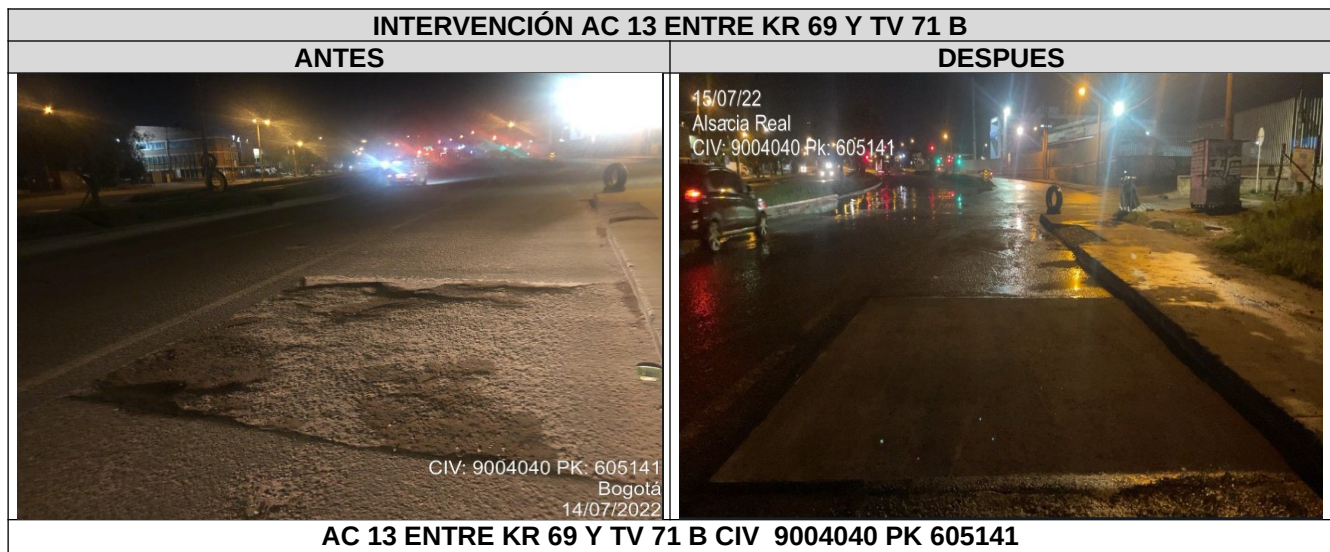 INTERVENCIÓN AC 13 ENTRE KR 69 Y TV 71 B
ANTES
DESPUES
CIV: 9004040 PK: 605141
Bogotá
14/07/2022
15/07/22
Alsacia Real
CIV: 9004040 Pk: 605141
AC 13 ENTRE KR 69 Y TV 71 B CIV  9004040 PK 605141